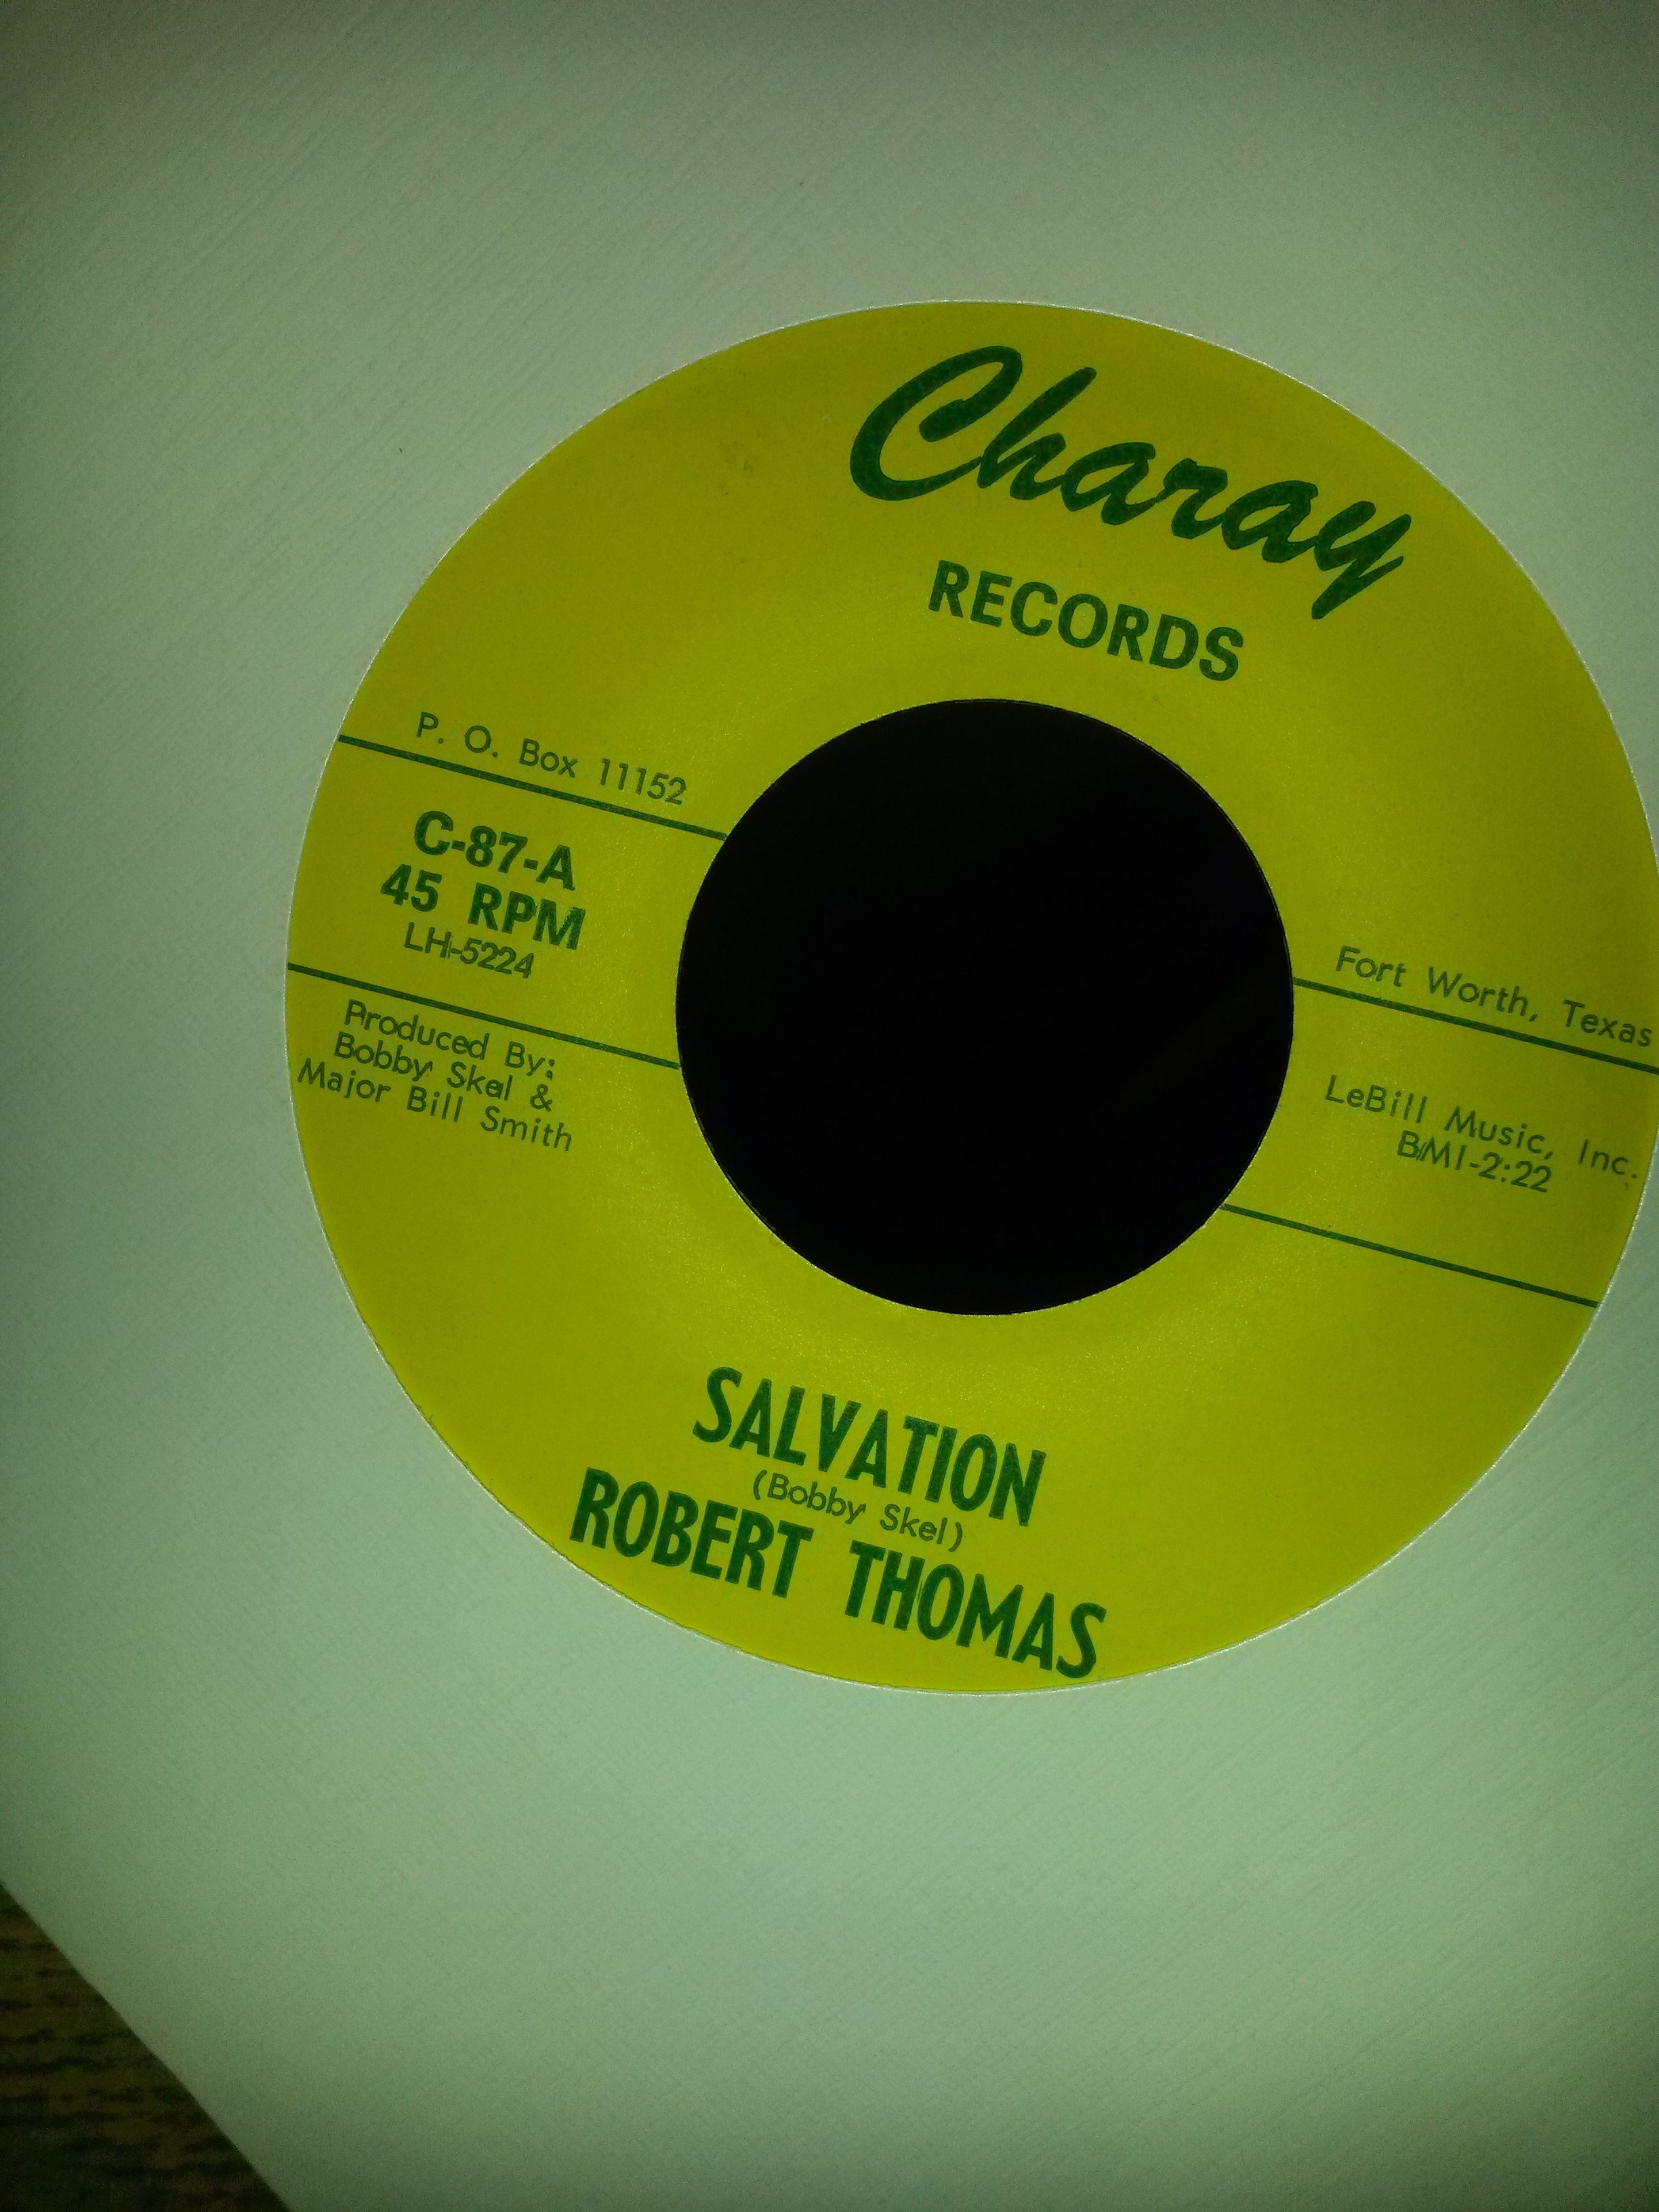 Charay
RECORDS
P. O. Box 11152
Fort Worth, Texas
C-87-A
45 RPM
LH-5224
Produced By:
Bobby Skel &
Major Bill Smith
LeBill Music, Inc.
BMI-2:22
SALVATION
(Bobby Skel)
ROBERT THOMAS